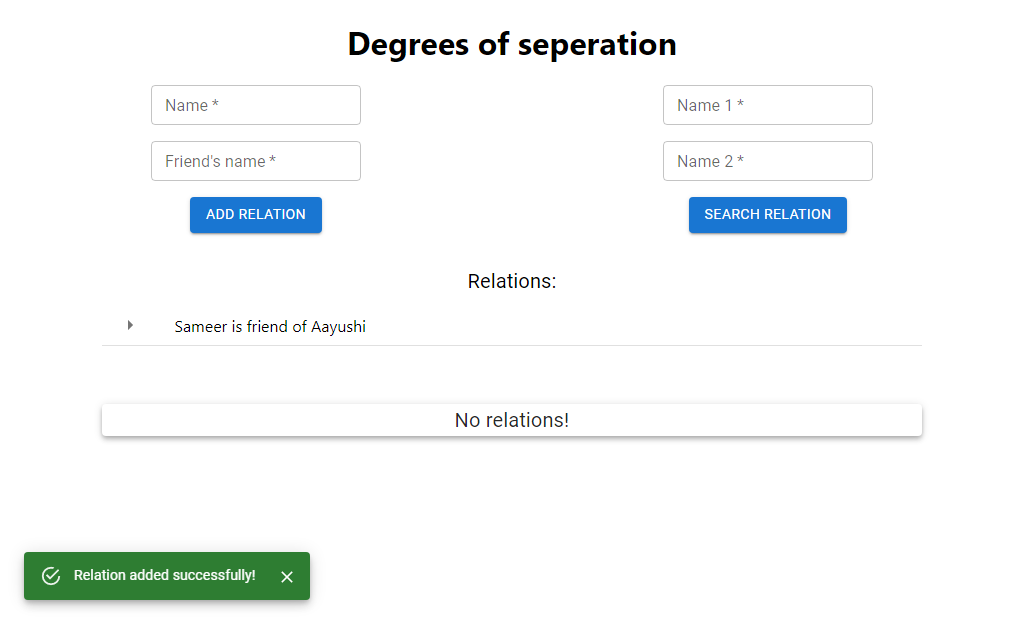 Degrees of seperation
Name *
Friend's name *
ADD RELATION
Name 1 *
Name 2 *
SEARCH RELATION
Relations:
Sameer is friend of Aayushi
No relations!
Relation added successfully!